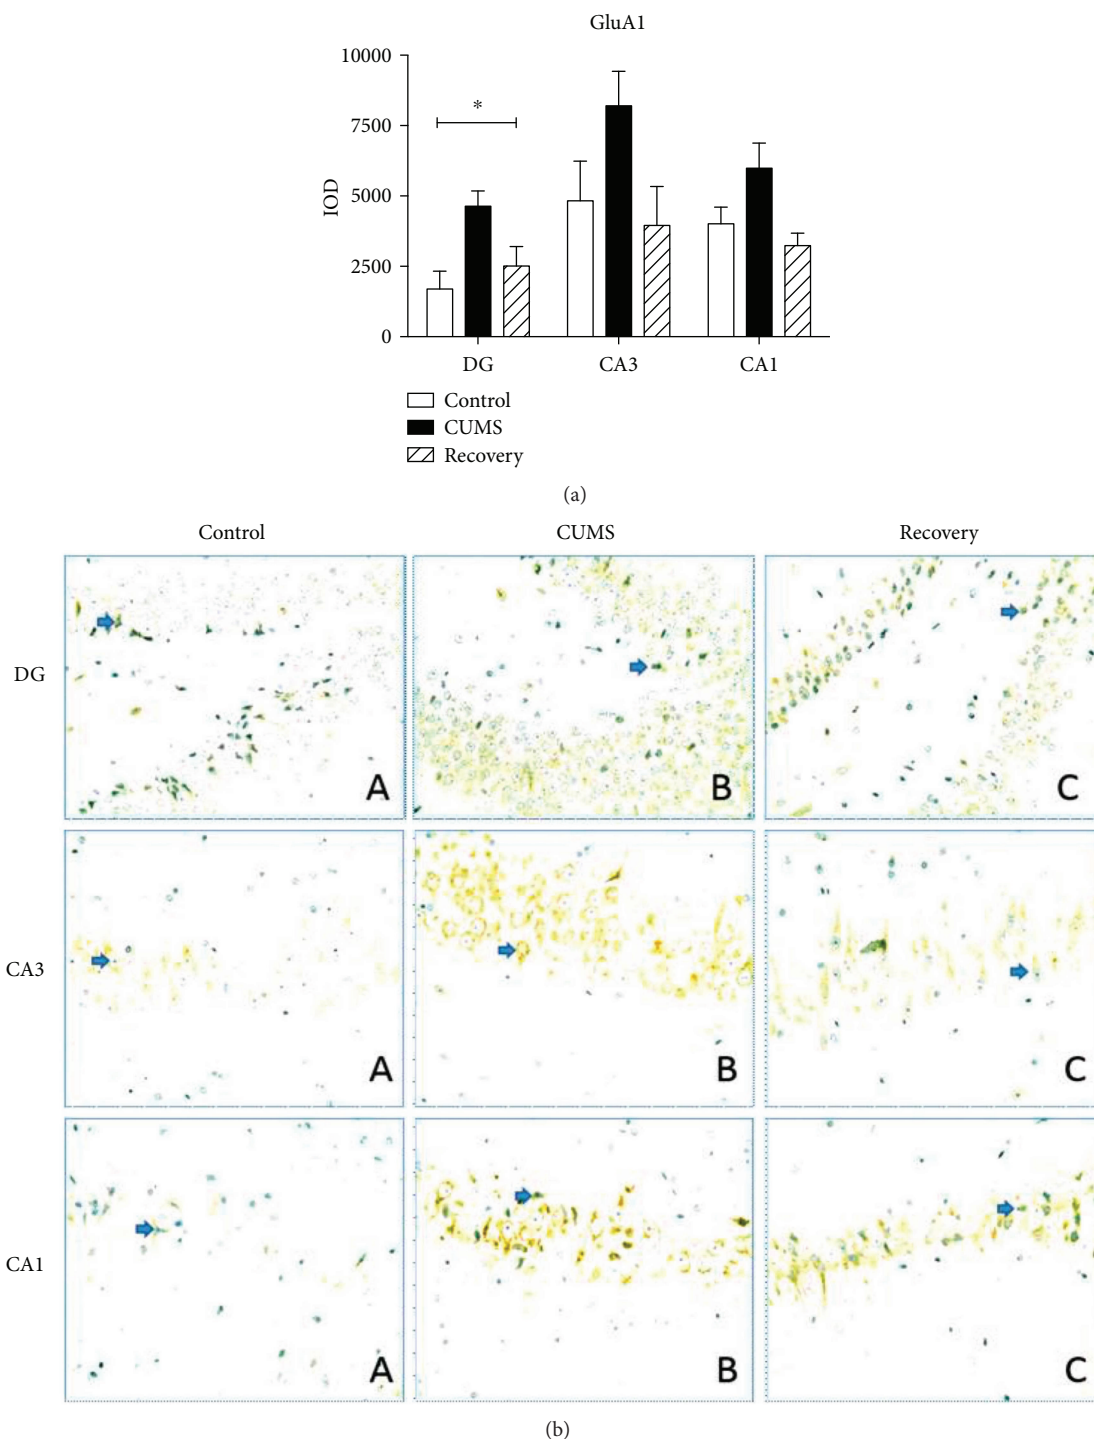 GluA1
10000
7500
5000
2500
0
IOD
*
DG CA3 CA1
Control
CUMS
Recovery
(a)
Control CUMS Recovery
DG
A B C
CA3
A B C
CA1
A B C
(b)